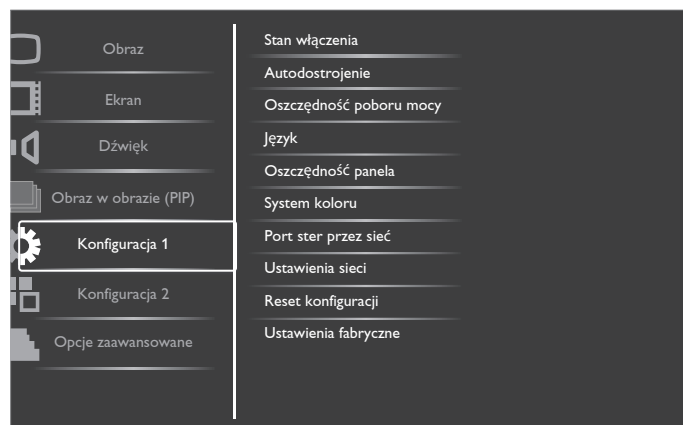 Obraz
Ekran
Dźwięk
Obraz w obrazie (PIP)
Konfiguracja 1
Konfiguracja 2
Opcje zaawansowane
Stan włączenia
Autodostrojenie
Oszczędność poboru mocy
Język
Oszczędność panela
System koloru
Port ster przez sieć
Ustawienia sieci
Reset konfiguracji
Ustawienia fabryczne